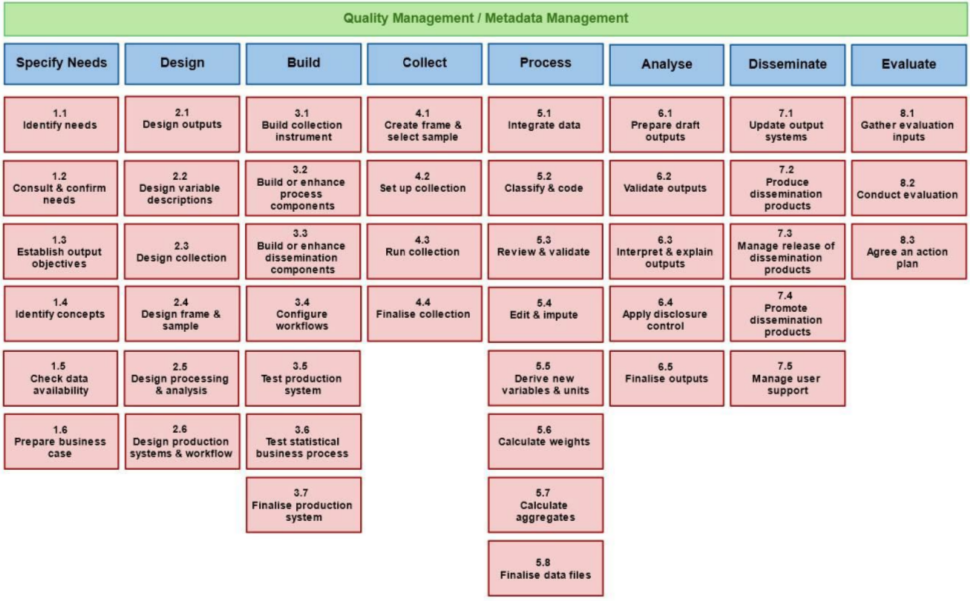 Quality Management / Metadata Management
Specify Needs
Design
Build
Collect
Process
Analyse
Disseminate
Evaluate
1.1
Identify needs
1.2
Consult & confirm
needs
1.3
Establish output
objectives
1.4
Identify concepts
1.5
Check data
availability
1.6
Prepare business
case
2.1
Design outputs
2.2
Design variable
descriptions
2.3
Design collection
2.4
Design frame &
sample
2.5
Design processing
& analysis
2.6
Design production
systems & workflow
3.1
Build collection
instrument
3.2
Build or enhance
process
components
3.3
Build or enhance
dissemination
components
3.4
Configure
workflows
3.5
Test production
system
3.6
Test statistical
business process
3.7
Finalise production
system
4.1
Create frame &
select sample
4.2
Set up collection
4.3
Run collection
4.4
Finalise collection
5.1
Integrate data
5.2
Classify & code
5.3
Review & validate
5.4
Edit & impute
5.5
Derive new
variables & units
5.6
Calculate weights
5.7
Calculate
aggregates
5.8
Finalise data files
6.1
Prepare draft
outputs
6.2
Validate outputs
6.3
Interpret & explain
outputs
6.4
Apply disclosure
control
6.5
Finalise outputs
7.1
Update output
systems
7.2
Produce
dissemination
products
7.3
Manage release of
dissemination
products
7.4
Promote
dissemination
products
7.5
Manage user
support
8.1
Gather evaluation
inputs
8.2
Conduct evaluation
8.3
Agree an action
plan